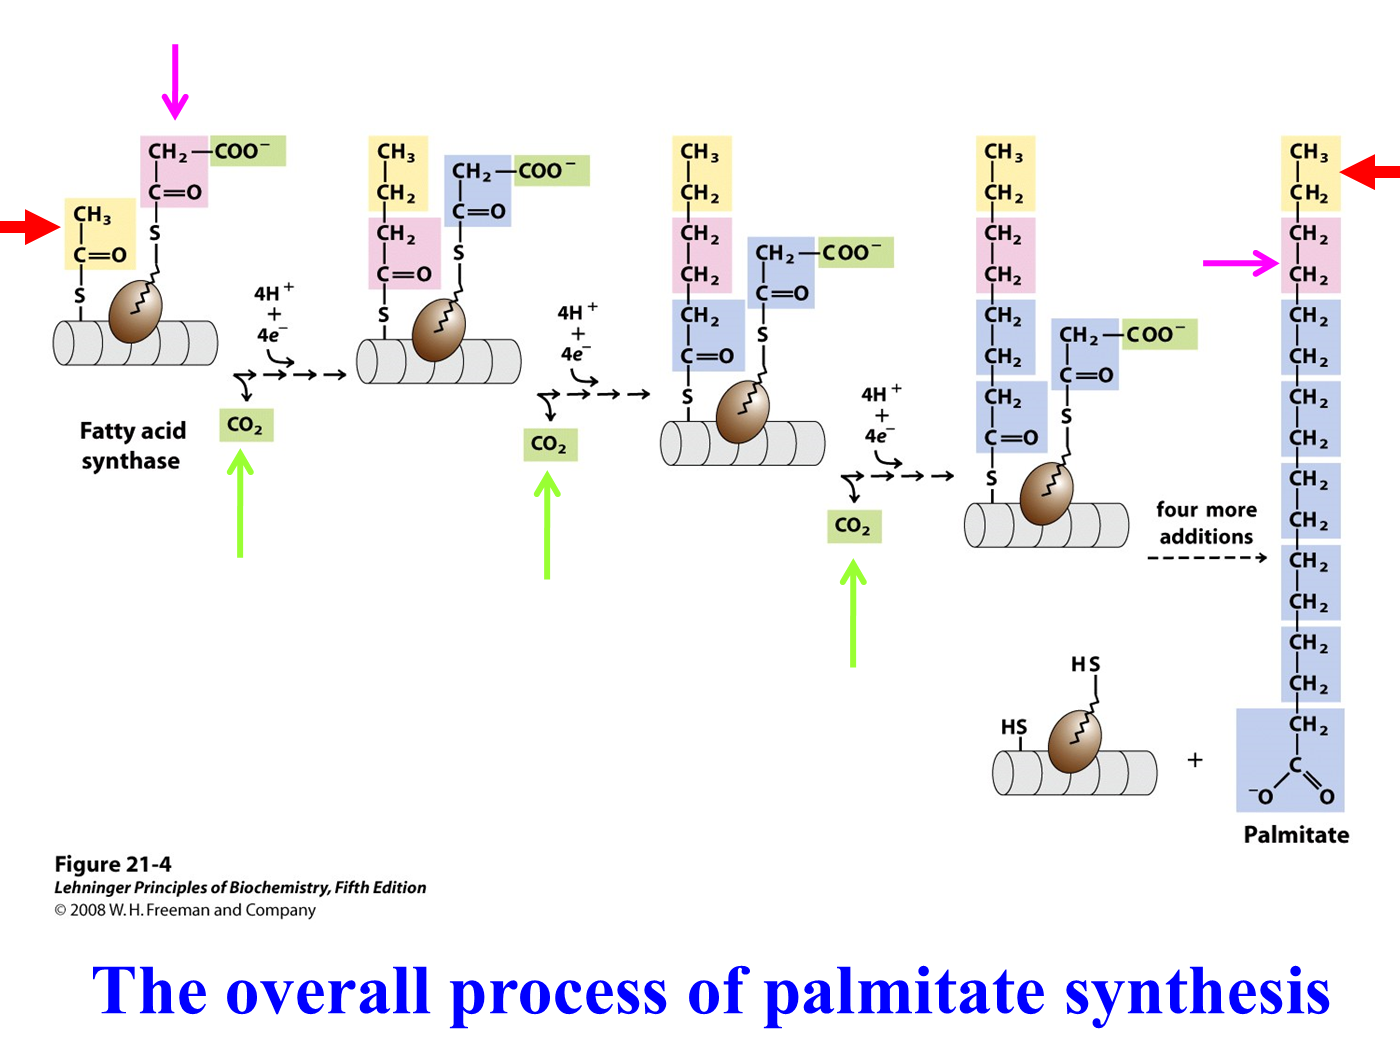 CH₂—COO⁻
C=O
S
CH₃
C=O
S
4H⁺
+
4e⁻
CO₂
Fatty acid
synthase
CH₃
CH₂
CH₂
C=O
S
CH₂—COO⁻
C=O
S
4H⁺
+
4e⁻
CO₂
CH₃
CH₂
CH₂
CH₂
CH₂
C=O
S
CH₂—COO⁻
C=O
S
4H⁺
+
4e⁻
CO₂
CH₃
CH₂
CH₂
CH₂
CH₂
CH₂
CH₂
C=O
S
CH₂—COO⁻
C=O
S
four more
additions
HS
HS
+
CH₃
CH₂
CH₂
CH₂
CH₂
CH₂
CH₂
CH₂
CH₂
CH₂
CH₂
CH₂
CH₂
CH₂
CH₂
C
⁻O O
Palmitate
Figure 21-4
Lehninger Principles of Biochemistry, Fifth Edition
© 2008 W. H. Freeman and Company
The overall process of palmitate synthesis